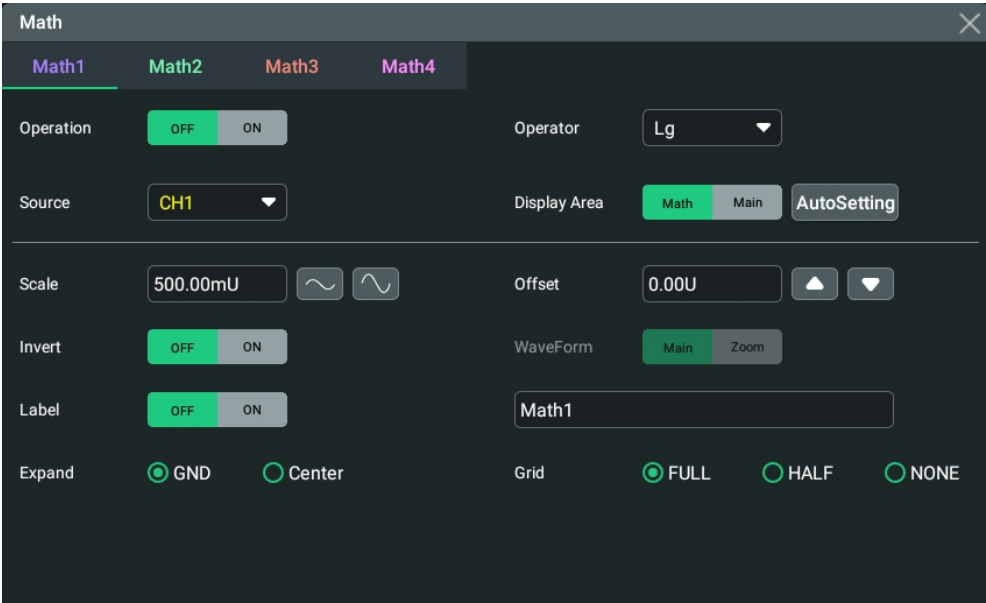 Math
Math1 Math2 Math3 Math4
Operation OFF ON Operator Lg
Source CH1 Display Area Math Main AutoSetting
Scale 500.00mU Offset 0.00U
Invert OFF ON WaveForm Main Zoom
Label OFF ON Math1
Expand GND Center Grid FULL HALF NONE